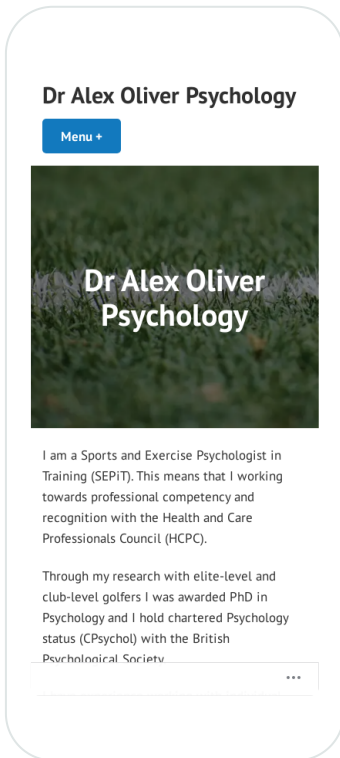 Dr Alex Oliver Psychology
Menu +
Dr Alex Oliver
Psychology
I am a Sports and Exercise Psychologist in
Training (SEPiT). This means that I working
towards professional competency and
recognition with the Health and Care
Professionals Council (HCPC).
Through my research with elite-level and
club-level golfers I was awarded PhD in
Psychology and I hold chartered Psychology
status (CPsychol) with the British
Psychological Society